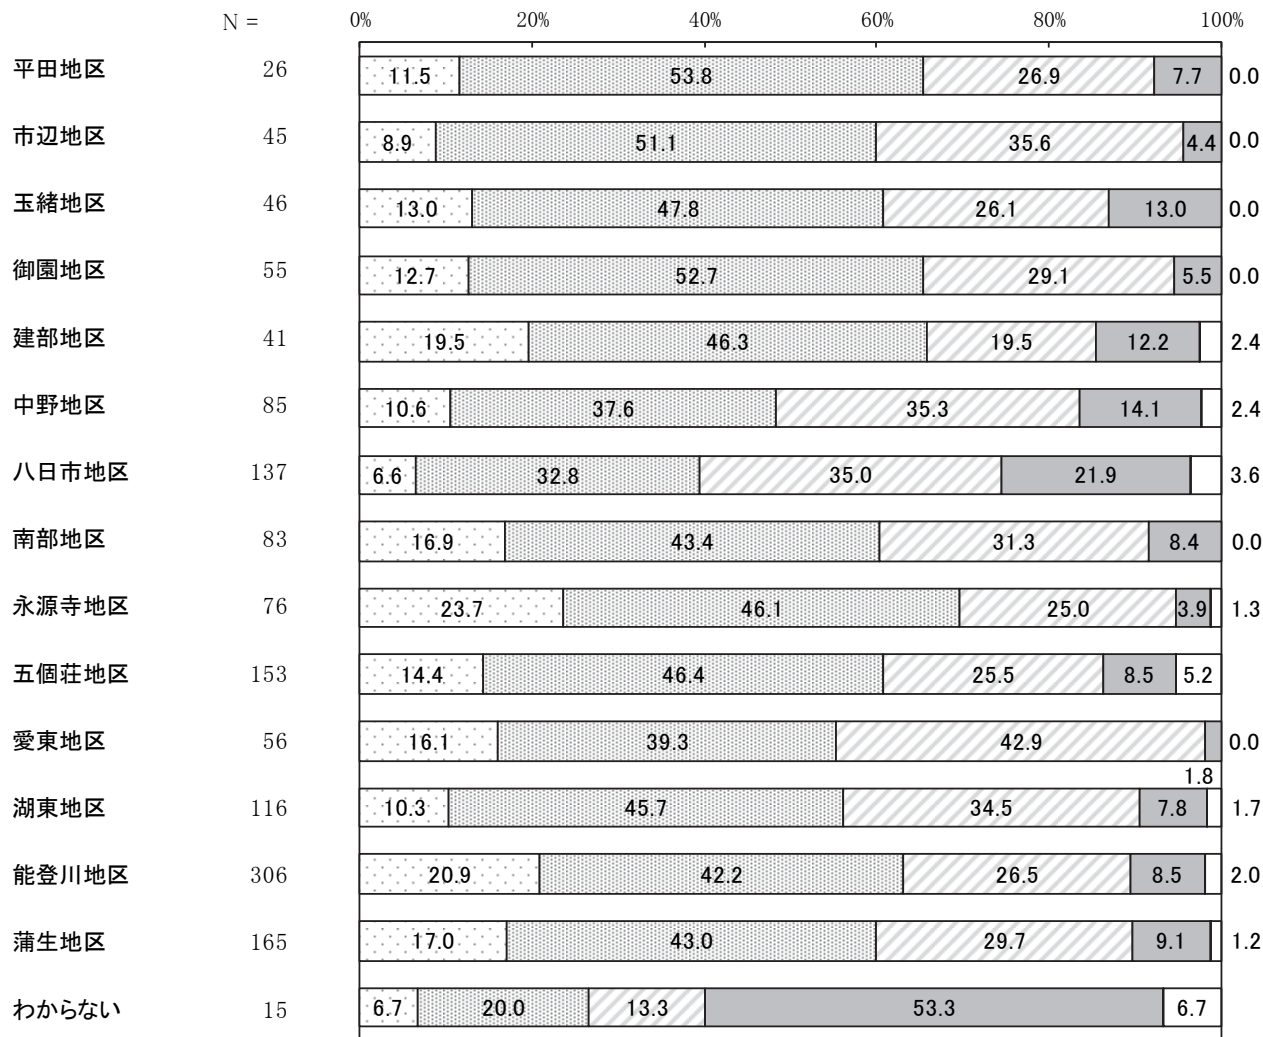 N = 0% 20% 40% 60% 80% 100%
平田地区 26 11.5 53.8 26.9 7.7 0.0
市辺地区 45 8.9 51.1 35.6 4.4 0.0
玉緒地区 46 13.0 47.8 26.1 13.0 0.0
御園地区 55 12.7 52.7 29.1 5.5 0.0
建部地区 41 19.5 46.3 19.5 12.2 2.4
中野地区 85 10.6 37.6 35.3 14.1 2.4
八日市地区 137 6.6 32.8 35.0 21.9 3.6
南部地区 83 16.9 43.4 31.3 8.4 0.0
永源寺地区 76 23.7 46.1 25.0 3.9 1.3
五個荘地区 153 14.4 46.4 25.5 8.5 5.2
愛東地区 56 16.1 39.3 42.9 0.0
1.8
湖東地区 116 10.3 45.7 34.5 7.8 1.7
能登川地区 306 20.9 42.2 26.5 8.5 2.0
蒲生地区 165 17.0 43.0 29.7 9.1 1.2
わからない 15 6.7 20.0 13.3 53.3 6.7